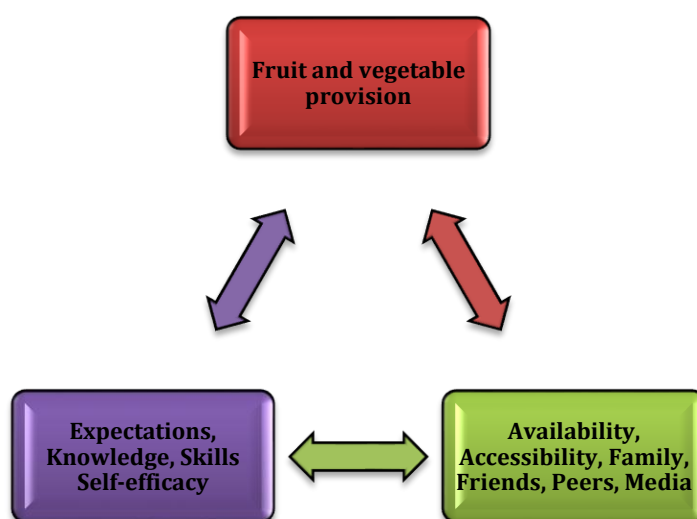 Fruit and vegetable
provision
Expectations,
Knowledge, Skills
Self-efficacy
Availability,
Accessibility, Family,
Friends, Peers, Media